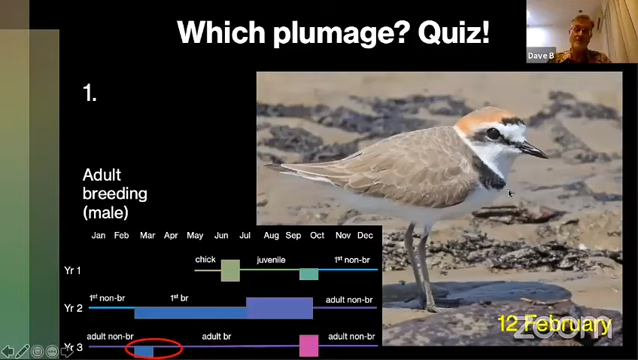 Which plumage? Quiz!
Dave B
1.
Adult
breeding
(male)
Jan Feb Mar Apr May Jun Jul Aug Sep Oct Nov Dec
chick juvenile 1st non-br
Yr 1
1st non-br 1st br adult non-br
Yr 2
adult non-br adult br adult non-br
Yr 3
12 February
zoom